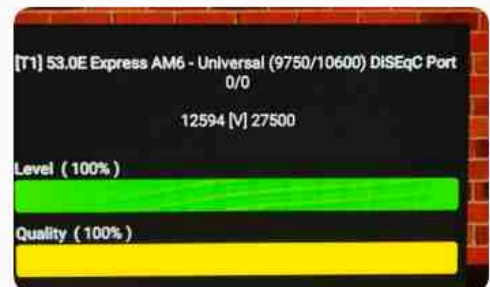 [T1] 53.0E Express AM6 - Universal (9750/10600) DiSEqC Port
0/0
12594 [V] 27500
Level ( 100% )
Quality ( 100% )